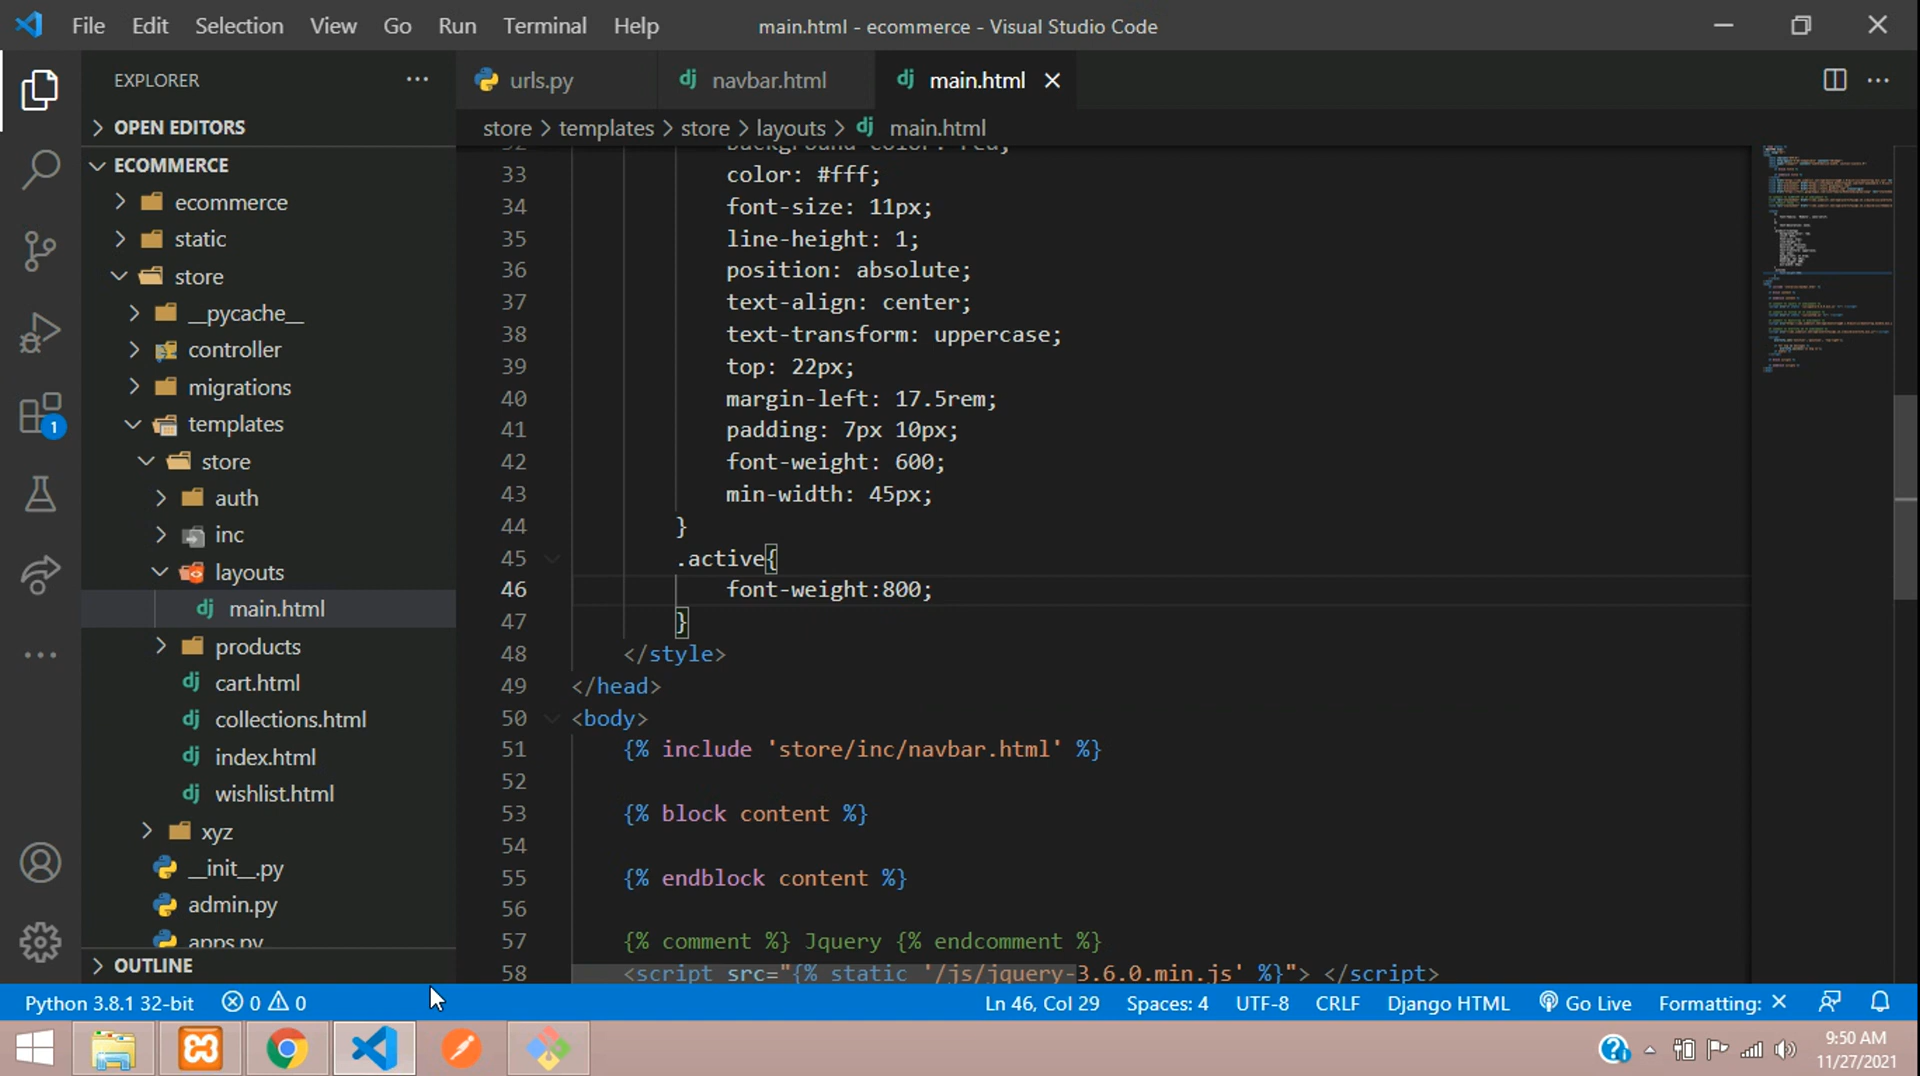 File Edit Selection View Go Run Terminal Help
main.html - ecommerce - Visual Studio Code
EXPLORER
urls.py
navbar.html
main.html
OPEN EDITORS
store > templates > store > layouts > main.html
ECOMMERCE
ecommerce
static
store
__pycache__
controller
migrations
templates
store
auth
inc
layouts
main.html
products
cart.html
collections.html
index.html
wishlist.html
xyz
__init__.py
admin.py
apps.py
OUTLINE
1
32 background-color: red;
33 color: #fff;
34 font-size: 11px;
35 line-height: 1;
36 position: absolute;
37 text-align: center;
38 text-transform: uppercase;
39 top: 22px;
40 margin-left: 17.5rem;
41 padding: 7px 10px;
42 font-weight: 600;
43 min-width: 45px;
44 }
45 .active{
46 font-weight:800;
47 }
48 </style>
49 </head>
50 <body>
51 {% include 'store/inc/navbar.html' %}
52
53 {% block content %}
54
55 {% endblock content %}
56
57 {% comment %} Jquery {% endcomment %}
58 <script src="{% static '/js/jquery-3.6.0.min.js' %}"> </script>
Python 3.8.1 32-bit 0 0 Ln 46, Col 29 Spaces: 4 UTF-8 CRLF Django HTML Go Live Formatting: ×
9:50 AM
11/27/2021